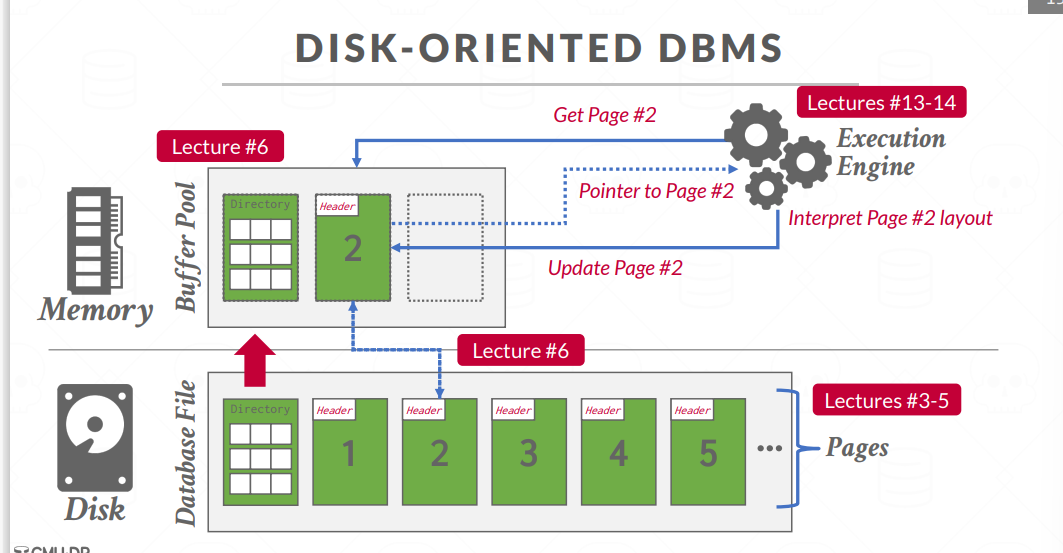 DISK-ORIENTED DBMS
Lectures #13-14
Get Page #2
Execution
Engine
Lecture #6
Pointer to Page #2
Interpret Page #2 layout
Update Page #2
Buffer Pool
Directory
Header
2
Memory
Lecture #6
Database File
Directory
Header
1
Header
2
Header
3
Header
4
Header
5
...
Lectures #3-5
Pages
Disk